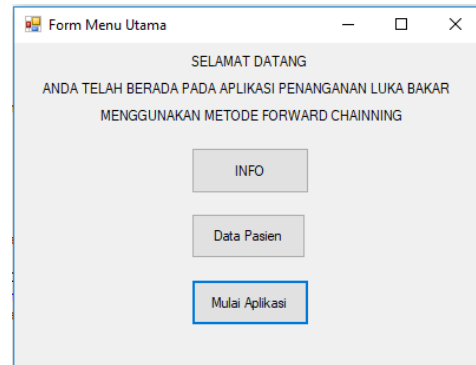 Form Menu Utama
SELAMAT DATANG
ANDA TELAH BERADA PADA APLIKASI PENANGANAN LUKA BAKAR
MENGGUNAKAN METODE FORWARD CHAINNING
INFO
Data Pasien
Mulai Aplikasi